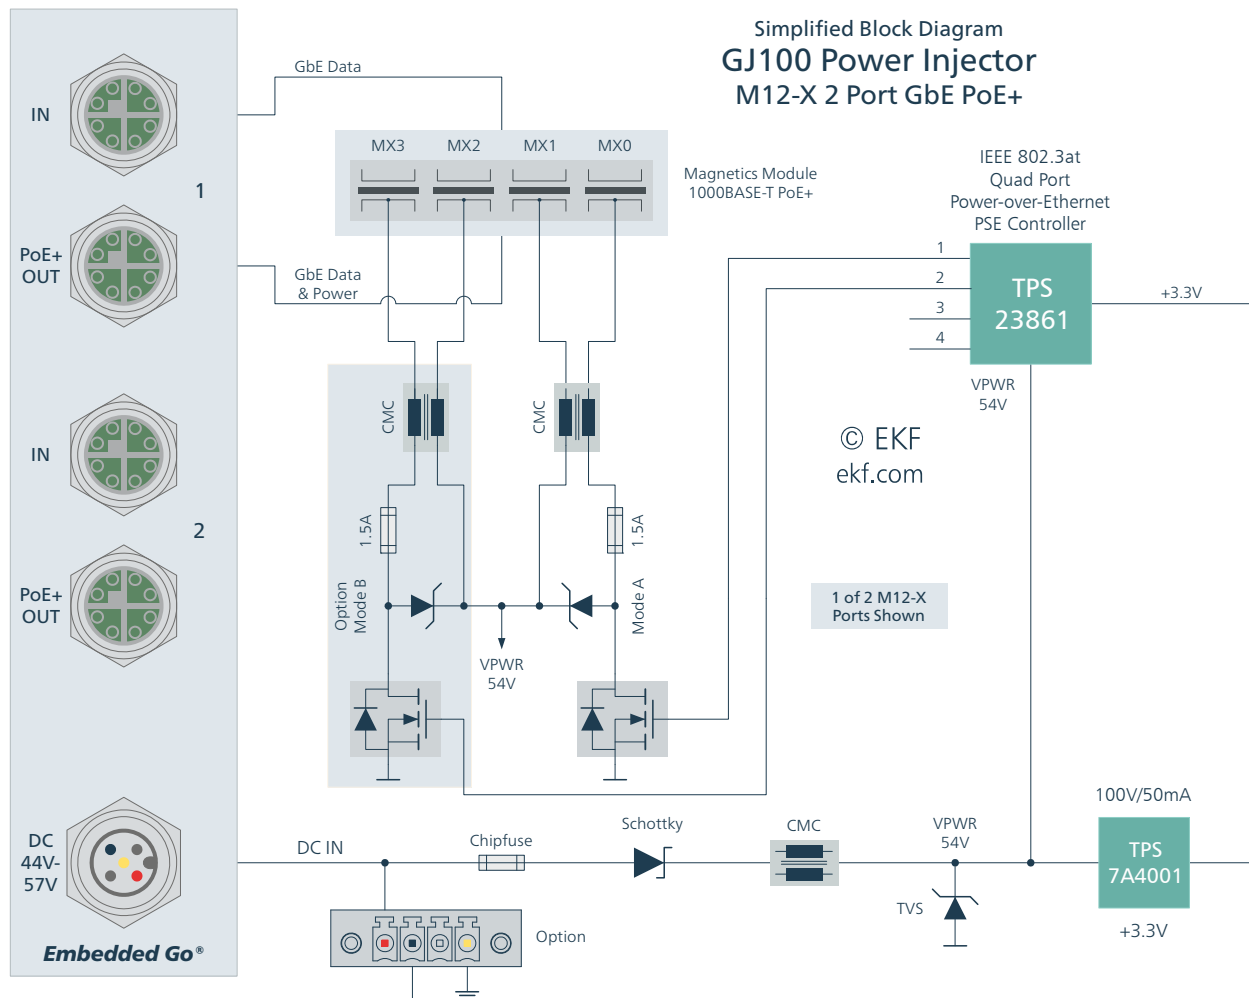 Simplified Block Diagram
GJ100 Power Injector
M12-X 2 Port GbE PoE+
GbE Data
IN
1
PoE+
OUT
GbE Data
& Power
MX3
MX2
MX1
MX0
Magnetics Module
1000BASE-T PoE+
IEEE 802.3at
Quad Port
Power-over-Ethernet
PSE Controller
1
2
3
4
TPS
23861
+3.3V
VPWR
54V
CMC
CMC
© EKF
ekf.com
IN
2
PoE+
OUT
1.5A
1.5A
Option
Mode B
Mode A
VPWR
54V
1 of 2 M12-X
Ports Shown
DC
44V-
57V
DC IN
Chipfuse
Schottky
CMC
VPWR
54V
TVS
100V/50mA
TPS
7A4001
+3.3V
Option
Embedded Go®